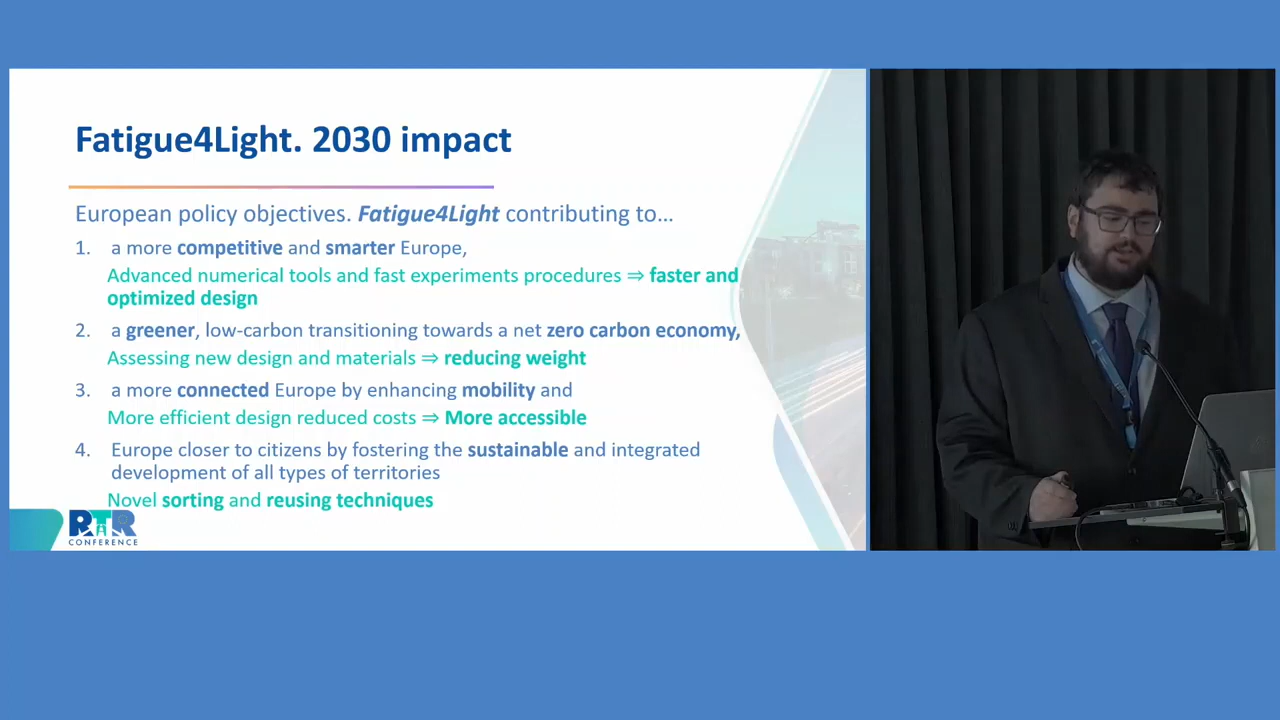 Fatigue4Light. 2030 impact
European policy objectives. Fatigue4Light contributing to…
1. a more competitive and smarter Europe,
Advanced numerical tools and fast experiments procedures ⇒ faster and
optimized design
2. a greener, low-carbon transitioning towards a net zero carbon economy,
Assessing new design and materials ⇒ reducing weight
3. a more connected Europe by enhancing mobility and
More efficient design reduced costs ⇒ More accessible
4. Europe closer to citizens by fostering the sustainable and integrated
development of all types of territories
Novel sorting and reusing techniques
RTR
CONFERENCE